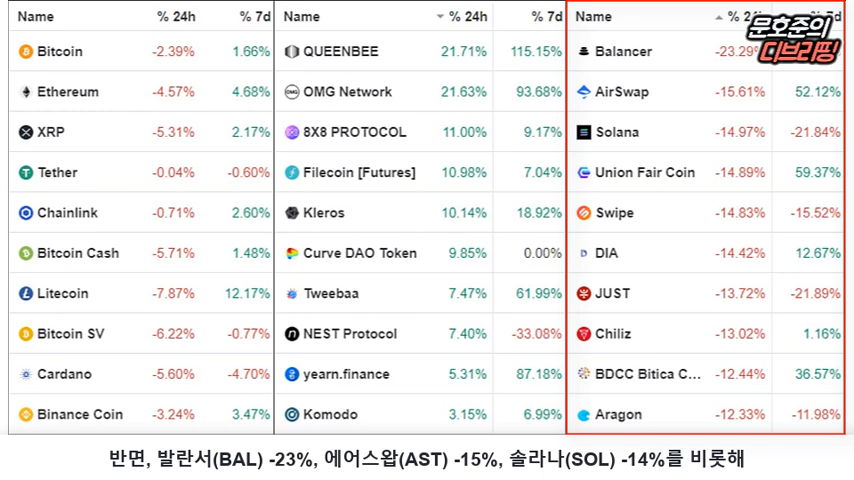 Name % 24h % 7d
Bitcoin -2.39% 1.66%
Ethereum -4.57% 4.68%
XRP -5.31% 2.17%
Tether -0.04% -0.60%
Chainlink -0.71% 2.60%
Bitcoin Cash -5.71% 1.48%
Litecoin -7.87% 12.17%
Bitcoin SV -6.22% -0.77%
Cardano -5.60% -4.70%
Binance Coin -3.24% 3.47%
Name % 24h % 7d
QUEENBEE 21.71% 115.15%
OMG Network 21.63% 93.68%
8X8 PROTOCOL 11.00% 9.17%
Filecoin [Futures] 10.98% 7.04%
Kleros 10.14% 18.92%
Curve DAO Token 9.85% 0.00%
Tweebaa 7.47% 61.99%
NEST Protocol 7.40% -33.08%
yearn.finance 5.31% 87.18%
Komodo 3.15% 6.99%
Name % 24h % 7d
Balancer -23.29%
AirSwap -15.61% 52.12%
Solana -14.97% -21.84%
Union Fair Coin -14.89% 59.37%
Swipe -14.83% -15.52%
DIA -14.42% 12.67%
JUST -13.72% -21.89%
Chiliz -13.02% 1.16%
BDCC Bitica C... -12.44% 36.57%
Aragon -12.33% -11.98%
문호준의
디브리핑
반면, 발란서(BAL) -23%, 에어스왑(AST) -15%, 솔라나(SOL) -14%를 비롯해